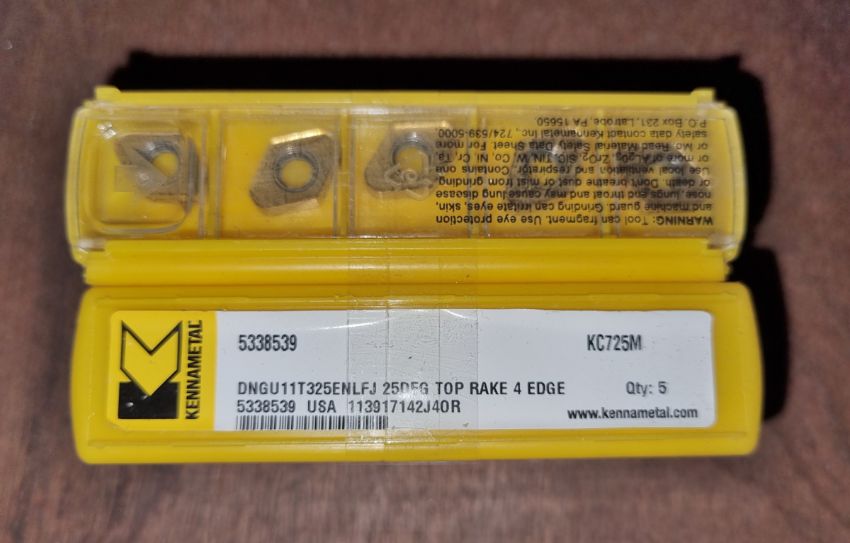 WARNING: Tool can fragment. Use eye protection
and machine guard. Grinding can irritate eyes, skin,
nose, lungs and throat and may cause lung disease
or death. Don't breathe dust or mist from grinding
Use local ventilation and respirator. Contains one
or more of Al2O3, ZrO2, SiC, TiN, W, Co, Ni, Cr, Ta,
or Mo. Read Material Safety Data Sheet. For more
safety data contact Kennametal Inc., 724/539-5000,
P.O. Box 231, Latrobe, PA 15650
KENNAMETAL
5338539 KC725M
DNGU11T325ENLFJ 25DEG TOP RAKE 4 EDGE Qty: 5
5338539 USA 113917142J40R www.kennametal.com